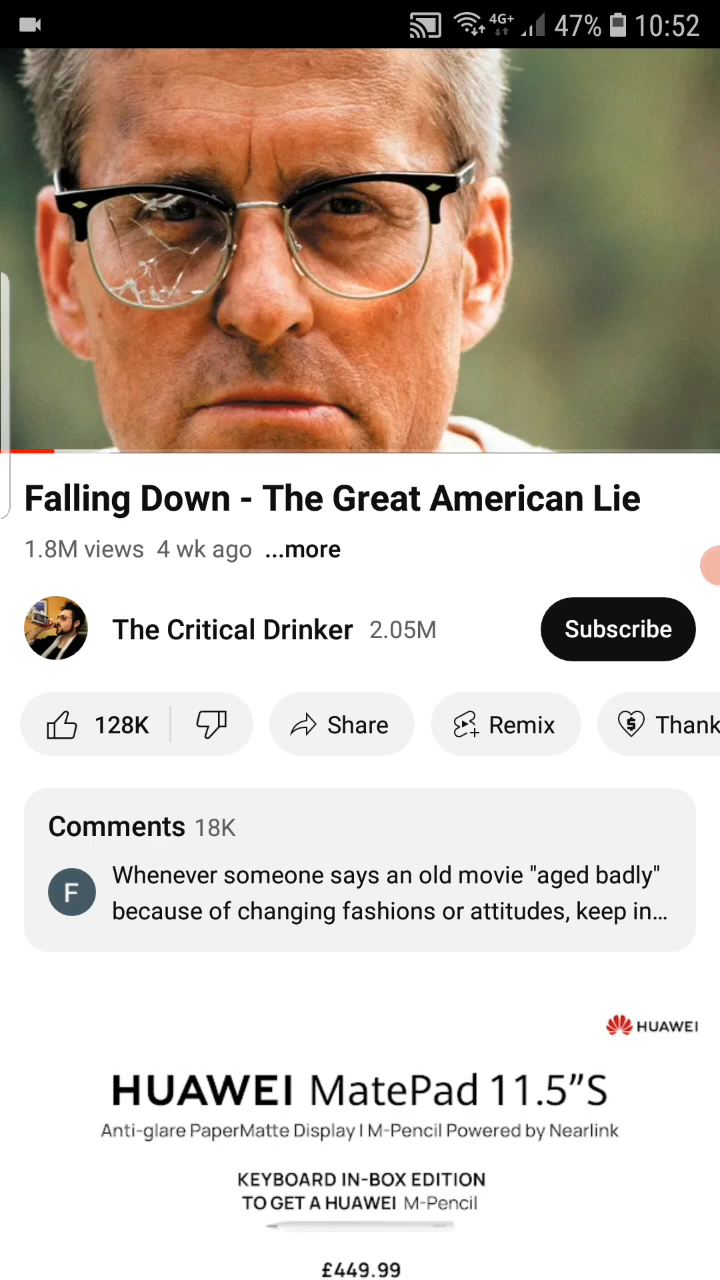 4G+ 47% 10:52
Falling Down - The Great American Lie
1.8M views 4 wk ago ...more
The Critical Drinker 2.05M Subscribe
128K Share Remix Thank
Comments 18K
F
Whenever someone says an old movie "aged badly"
because of changing fashions or attitudes, keep in...
HUAWEI
HUAWEI MatePad 11.5”S
Anti-glare PaperMatte Display I M-Pencil Powered by Nearlink
KEYBOARD IN-BOX EDITION
TO GET A HUAWEI M-Pencil
£449.99